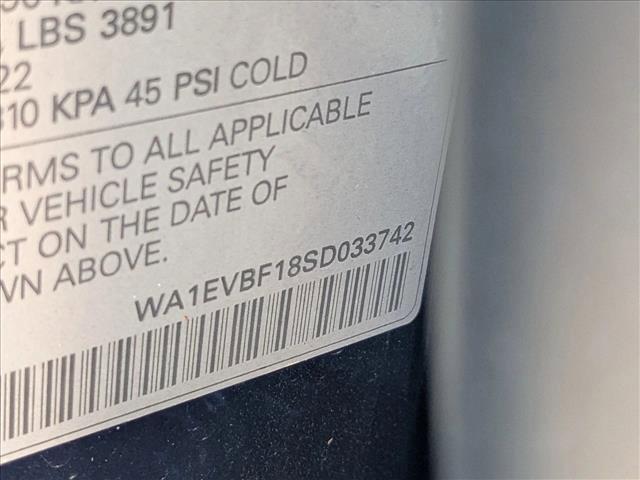 LBS 3891
22
310 KPA 45 PSI COLD
RMS TO ALL APPLICABLE
R VEHICLE SAFETY
CT ON THE DATE OF
WN ABOVE.
WA1EVBF18SD033742